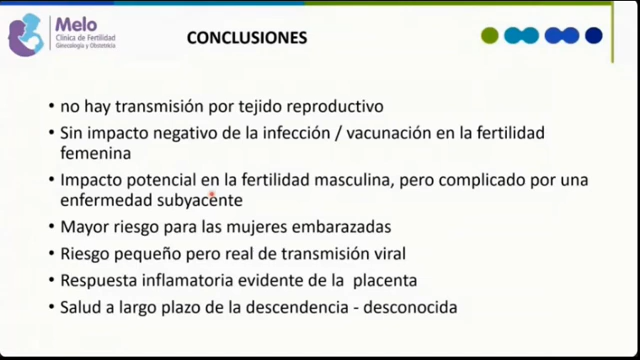 Melo
Clínica de Fertilidad
Ginecología y Obstetricia
CONCLUSIONES
• no hay transmisión por tejido reproductivo
• Sin impacto negativo de la infección / vacunación en la fertilidad
femenina
• Impacto potencial en la fertilidad masculina, pero complicado por una
enfermedad subyacente
• Mayor riesgo para las mujeres embarazadas
• Riesgo pequeño pero real de transmisión viral
• Respuesta inflamatoria evidente de la placenta
• Salud a largo plazo de la descendencia - desconocida